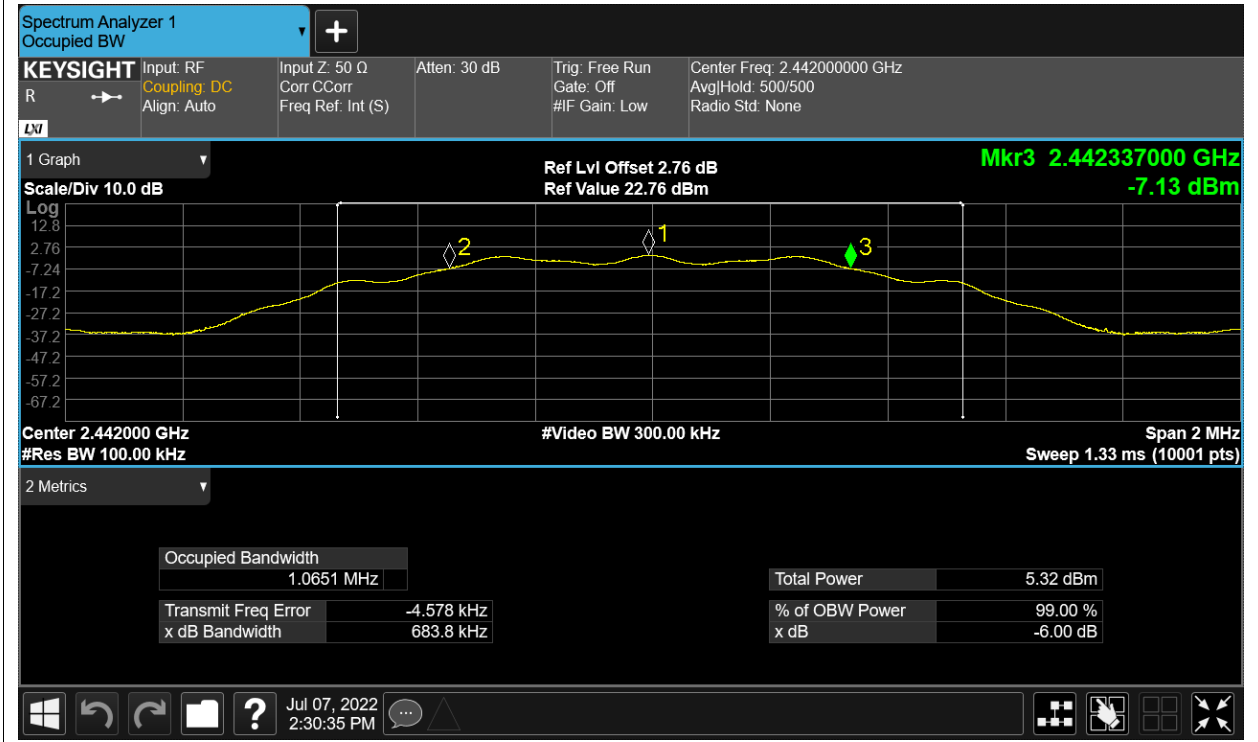 Spectrum Analyzer 1
Occupied BW
KEYSIGHT
R
LXI
Input: RF
Coupling: DC
Align: Auto
Input Z: 50 Ω
Corr CCorr
Freq Ref: Int (S)
Atten: 30 dB
Trig: Free Run
Gate: Off
#IF Gain: Low
Center Freq: 2.442000000 GHz
Avg|Hold: 500/500
Radio Std: None
1 Graph
Scale/Div 10.0 dB
Ref Lvl Offset 2.76 dB
Ref Value 22.76 dBm
Mkr3 2.442337000 GHz
-7.13 dBm
Log
12.8
2.76
-7.24
-17.2
-27.2
-37.2
-47.2
-57.2
-67.2
2
1
3
Center 2.442000 GHz
#Res BW 100.00 kHz
#Video BW 300.00 kHz
Span 2 MHz
Sweep 1.33 ms (10001 pts)
2 Metrics
Occupied Bandwidth
1.0651 MHz
Transmit Freq Error -4.578 kHz
x dB Bandwidth 683.8 kHz
Total Power 5.32 dBm
% of OBW Power 99.00 %
x dB -6.00 dB
?
Jul 07, 2022
2:30:35 PM